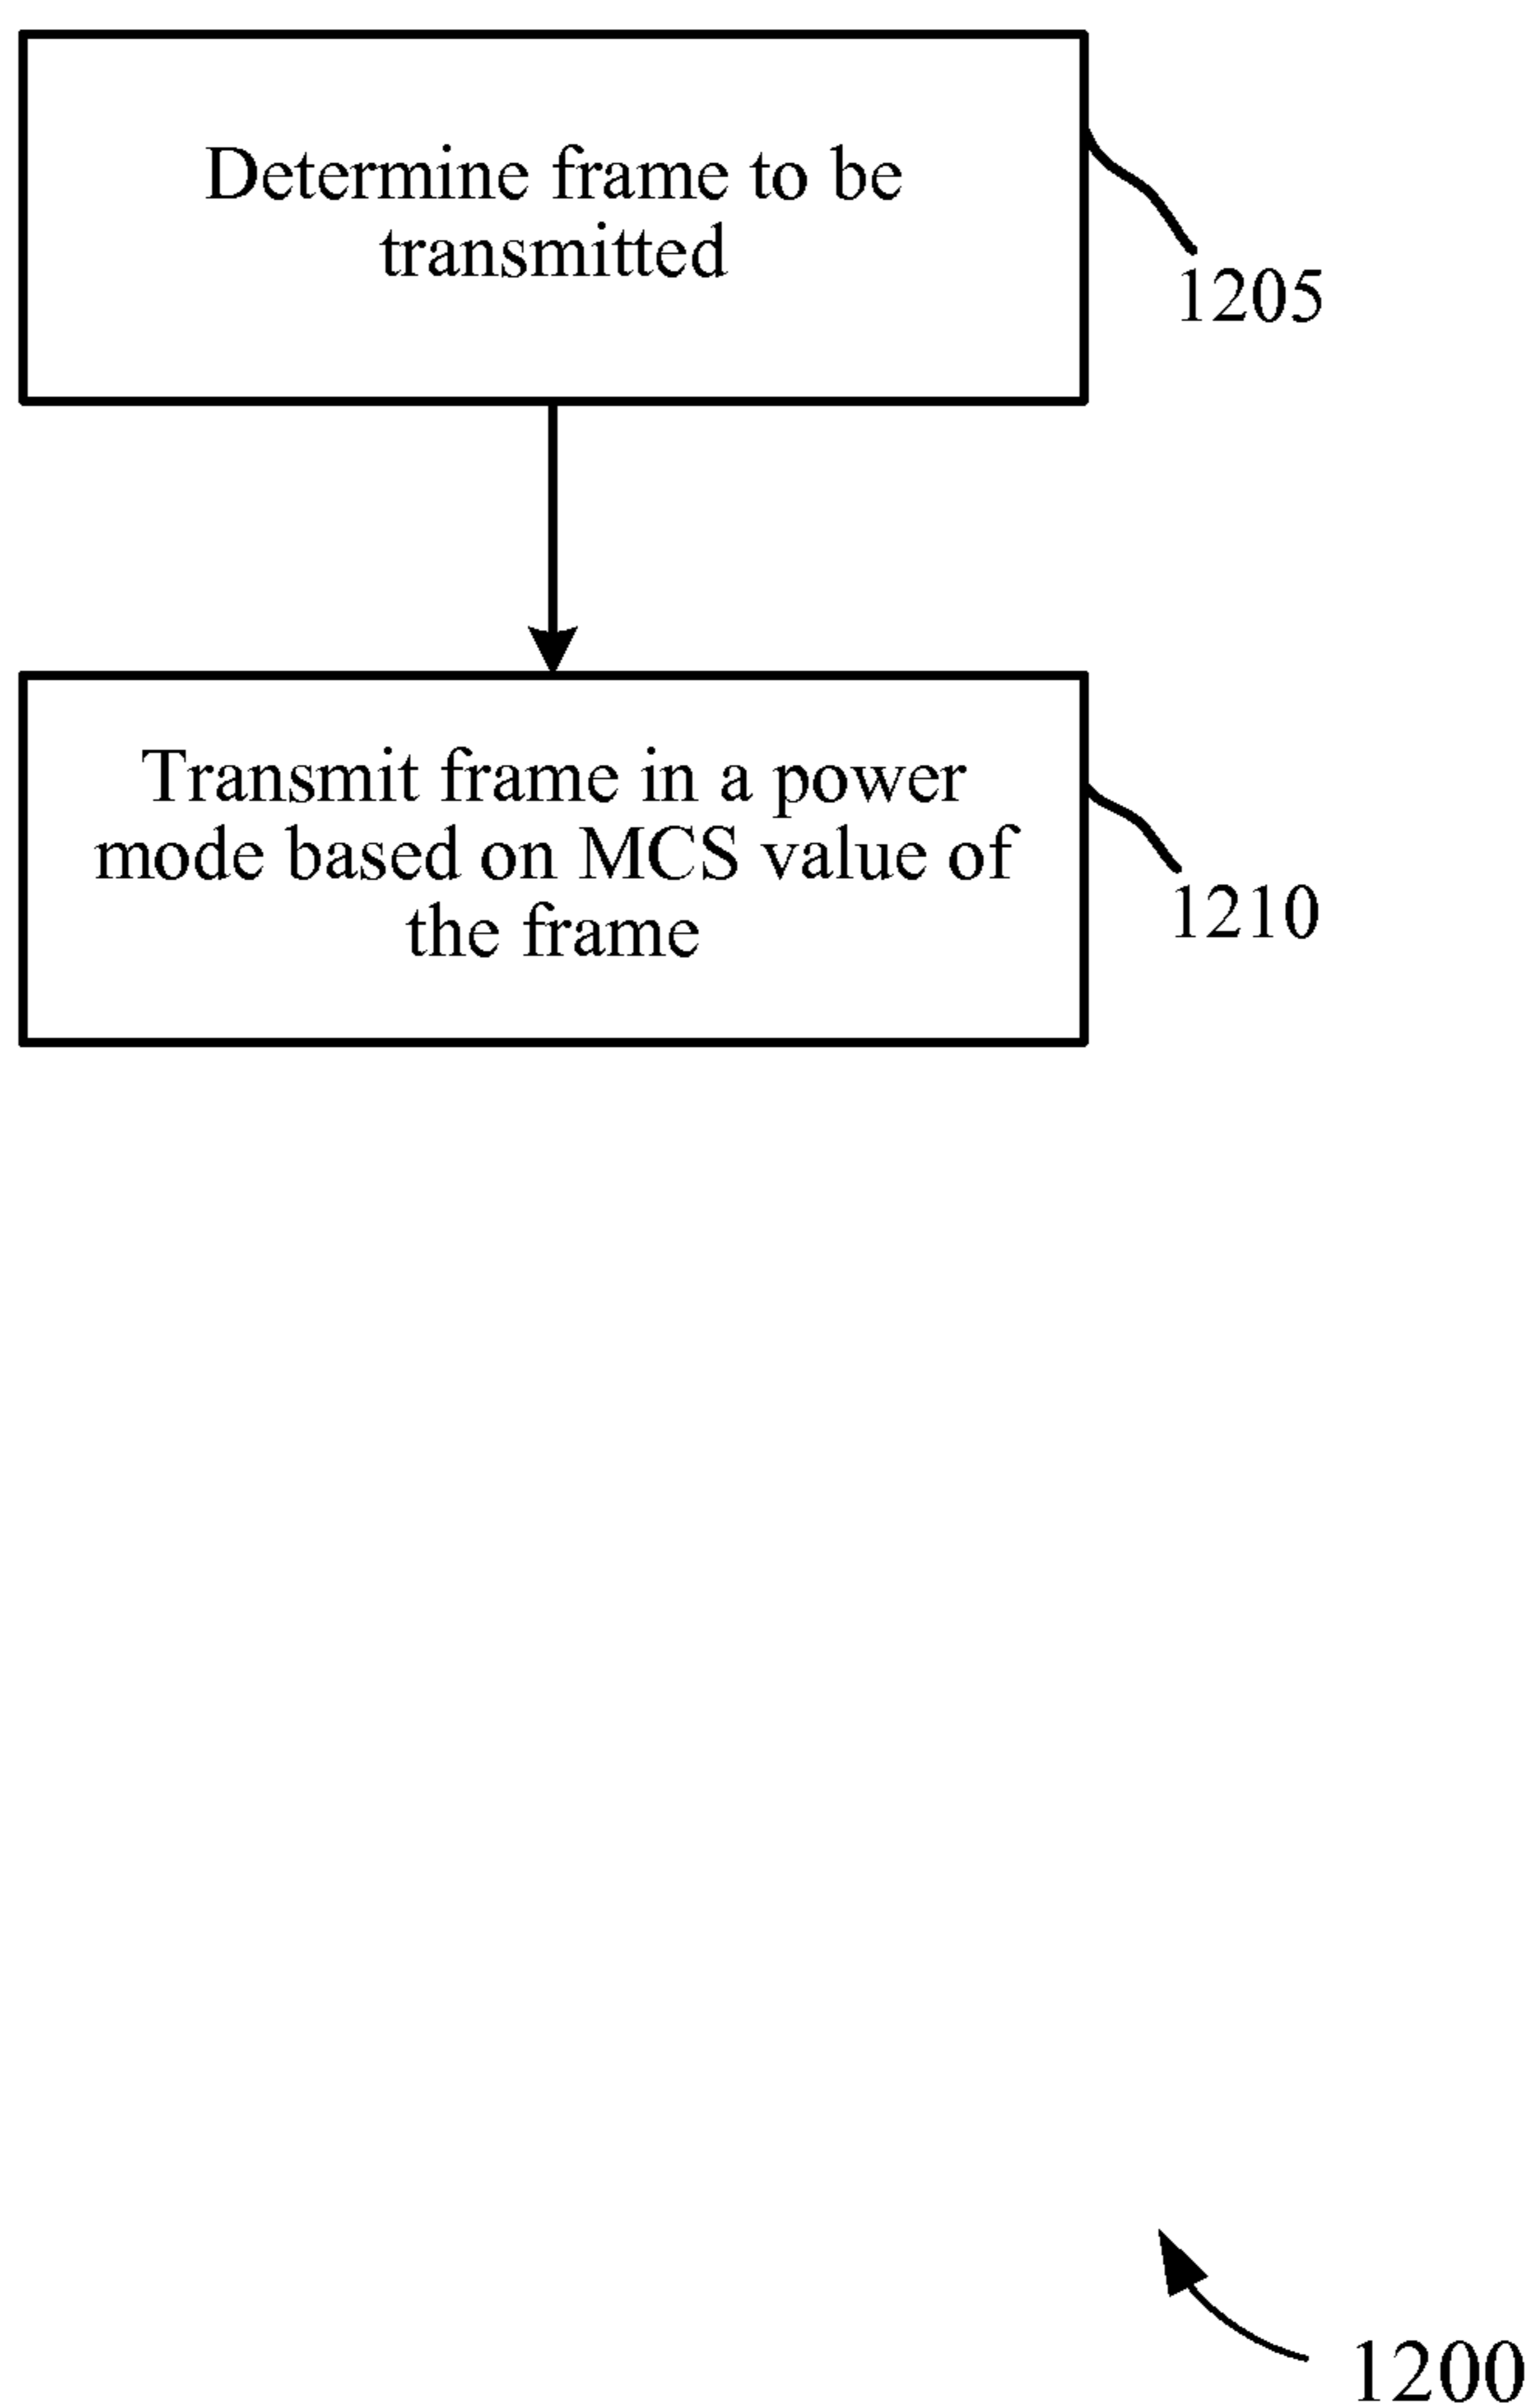 Determine frame to be
transmitted
1205
Transmit frame in a power
mode based on MCS value of
the frame
1210
1200